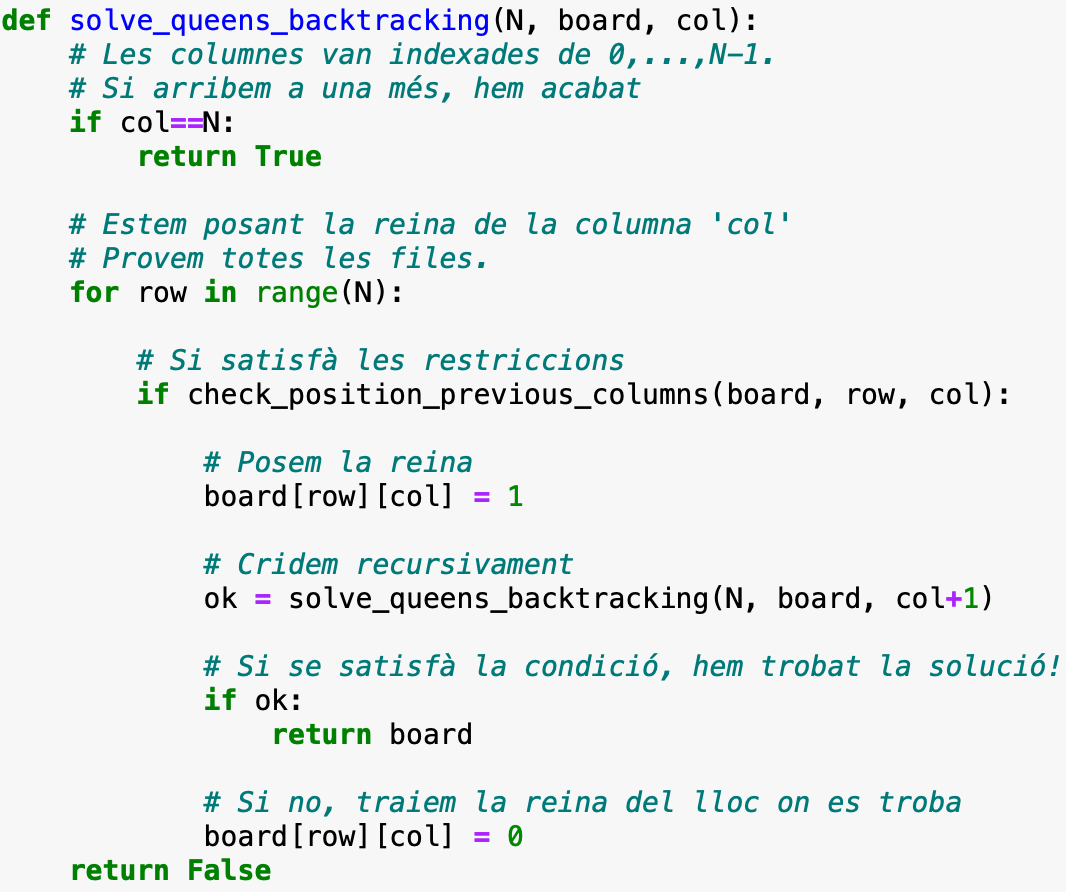 def solve_queens_backtracking(N, board, col):
    # Les columnes van indexades de 0,...,N-1.
    # Si arribem a una més, hem acabat
    if col==N:
        return True
    # Estem posant la reina de la columna 'col'
    # Provem totes les files.
    for row in range(N):
        # Si satisfà les restriccions
        if check_position_previous_columns(board, row, col):
            # Posem la reina
            board[row][col] = 1
            # Cridem recursivament
            ok = solve_queens_backtracking(N, board, col+1)
            # Si se satisfà la condició, hem trobat la solució!
            if ok:
                return board
            # Si no, traiem la reina del lloc on es troba
            board[row][col] = 0
    return False